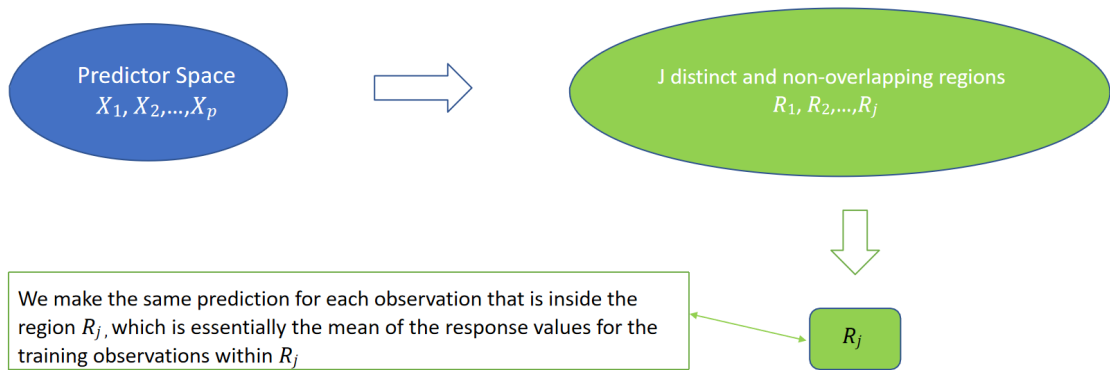 Predictor Space
X₁, X₂,...,Xₚ
J distinct and non-overlapping regions
R₁, R₂,...,Rⱼ
We make the same prediction for each observation that is inside the
region Rⱼ, which is essentially the mean of the response values for the
training observations within Rⱼ
Rⱼ